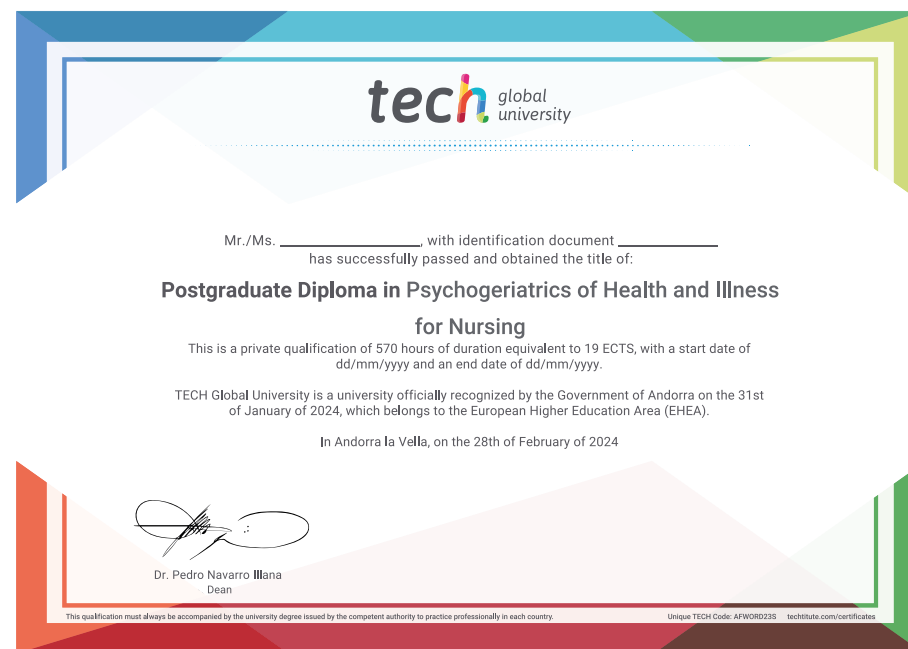 tech global university
Mr./Ms. ____________________, with identification document ______________
has successfully passed and obtained the title of:
Postgraduate Diploma in Psychogeriatrics of Health and Illness
for Nursing
This is a private qualification of 570 hours of duration equivalent to 19 ECTS, with a start date of
dd/mm/yyyy and an end date of dd/mm/yyyy.
TECH Global University is a university officially recognized by the Government of Andorra on the 31st
of January of 2024, which belongs to the European Higher Education Area (EHEA).
In Andorra la Vella, on the 28th of February of 2024
Dr. Pedro Navarro Illana
Dean
This qualification must always be accompanied by the university degree issued by the competent authority to practice professionally in each country.
Unique TECH Code: AFWORD23S techtitute.com/certificates